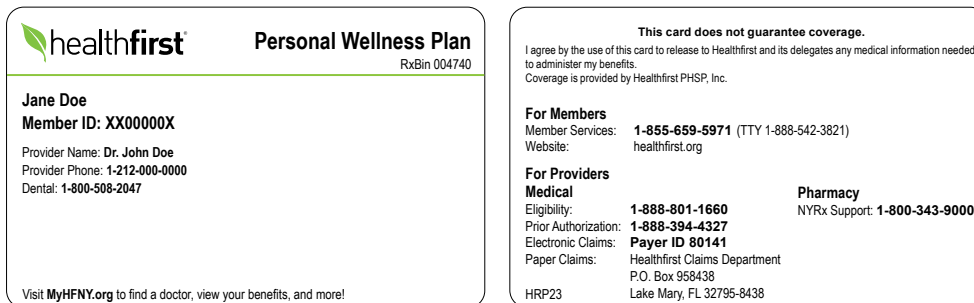 healthfirst
Personal Wellness Plan
RxBin 004740
Jane Doe
Member ID: XX00000X
Provider Name: Dr. John Doe
Provider Phone: 1-212-000-0000
Dental: 1-800-508-2047
Visit MyHFNY.org to find a doctor, view your benefits, and more!
This card does not guarantee coverage.
I agree by the use of this card to release to Healthfirst and its delegates any medical information needed
to administer my benefits.
Coverage is provided by Healthfirst PHSP, Inc.
For Members
Member Services: 1-855-659-5971 (TTY 1-888-542-3821)
Website: healthfirst.org
For Providers
Medical
Eligibility: 1-888-801-1660
Prior Authorization: 1-888-394-4327
Electronic Claims: Payer ID 80141
Paper Claims: Healthfirst Claims Department
P.O. Box 958438
Lake Mary, FL 32795-8438
Pharmacy
NYRx Support: 1-800-343-9000
HRP23